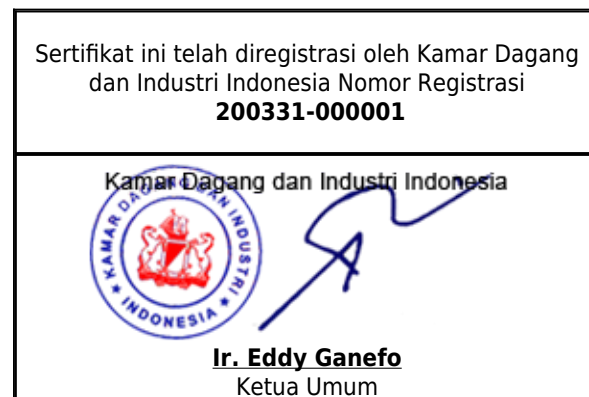 Sertifikat ini telah diregistrasi oleh Kamar Dagang
dan Industri Indonesia Nomor Registrasi
200331-000001
Kamar Dagang dan Industri Indonesia
KAMAR DAGANG DAN INDUSTRI
INDONESIA
Ir. Eddy Ganefo
Ketua Umum